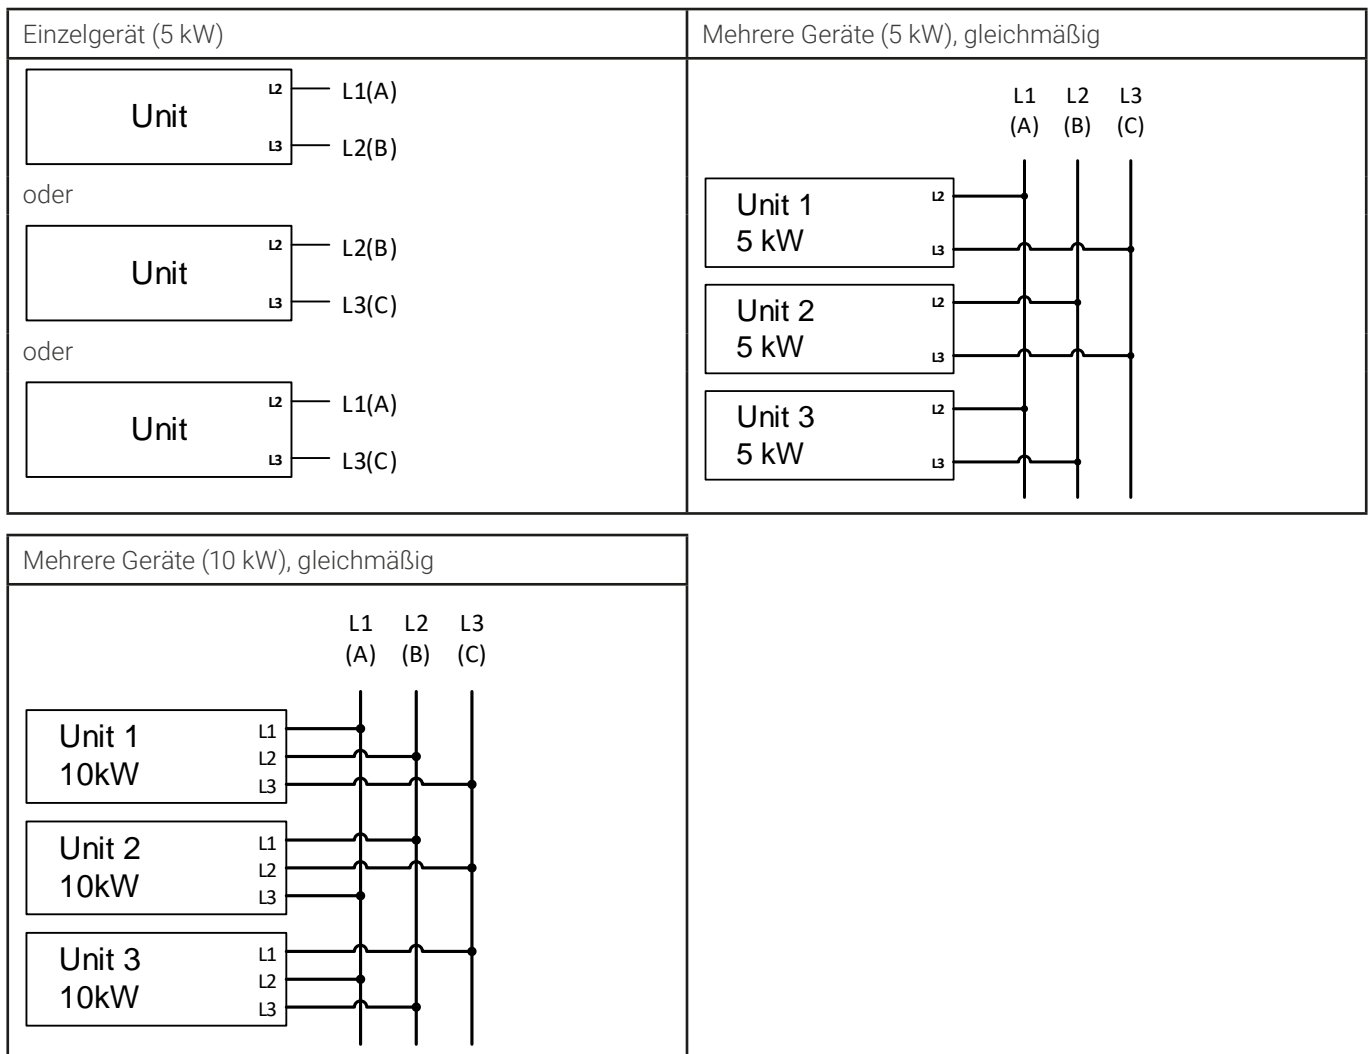 Einzelgerät (5 kW)
Unit
L2
L1(A)
L3
L2(B)
oder
Unit
L2
L2(B)
L3
L3(C)
oder
Unit
L2
L1(A)
L3
L3(C)
Mehrere Geräte (5 kW), gleichmäßig
L1 L2 L3
(A) (B) (C)
Unit 1
5 kW
L2
L3
Unit 2
5 kW
L2
L3
Unit 3
5 kW
L2
L3
Mehrere Geräte (10 kW), gleichmäßig
L1 L2 L3
(A) (B) (C)
Unit 1
10kW
L1
L2
L3
Unit 2
10kW
L1
L2
L3
Unit 3
10kW
L1
L2
L3